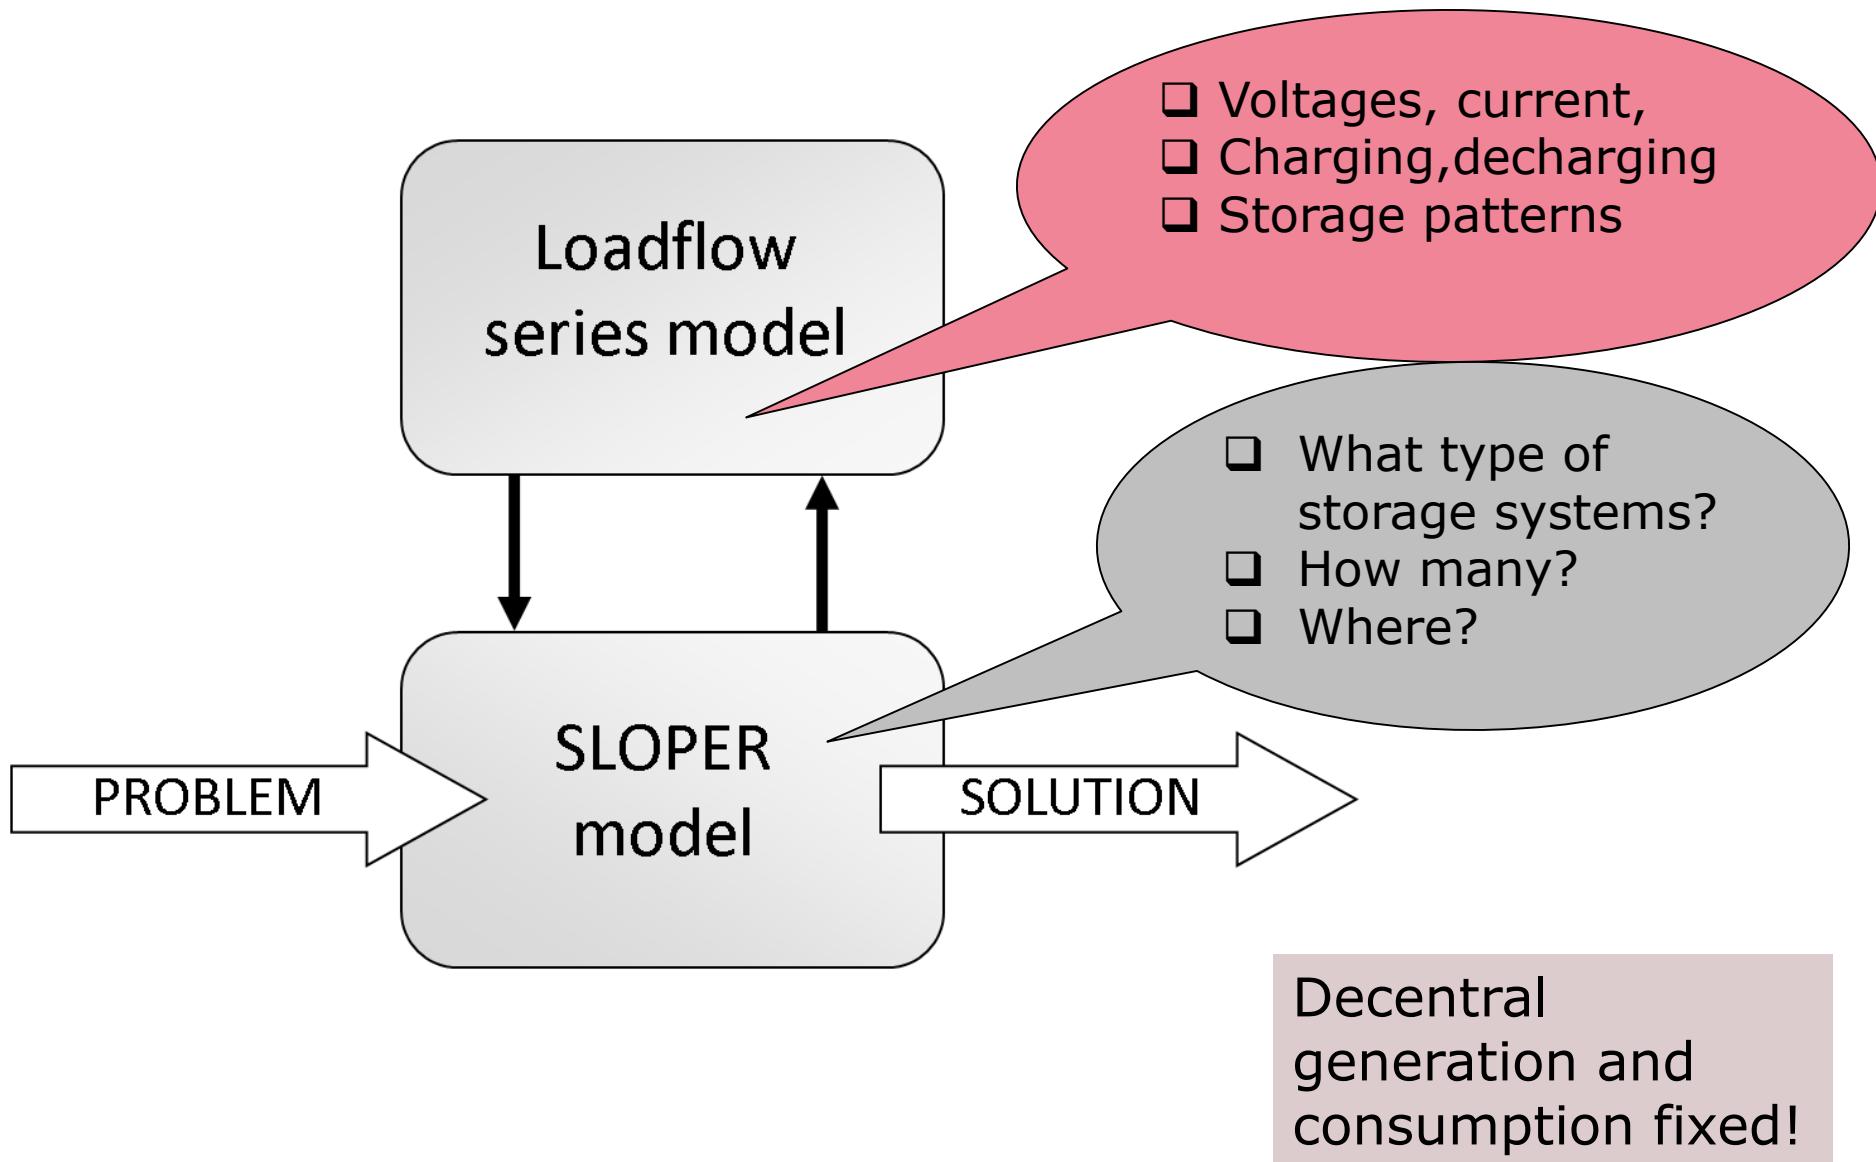 Voltages, current,
Charging,decharging
Storage patterns
Loadflow
series model
What type of
storage systems?
How many?
Where?
SLOPER
model
PROBLEM
SOLUTION
Decentral
generation and
consumption fixed!